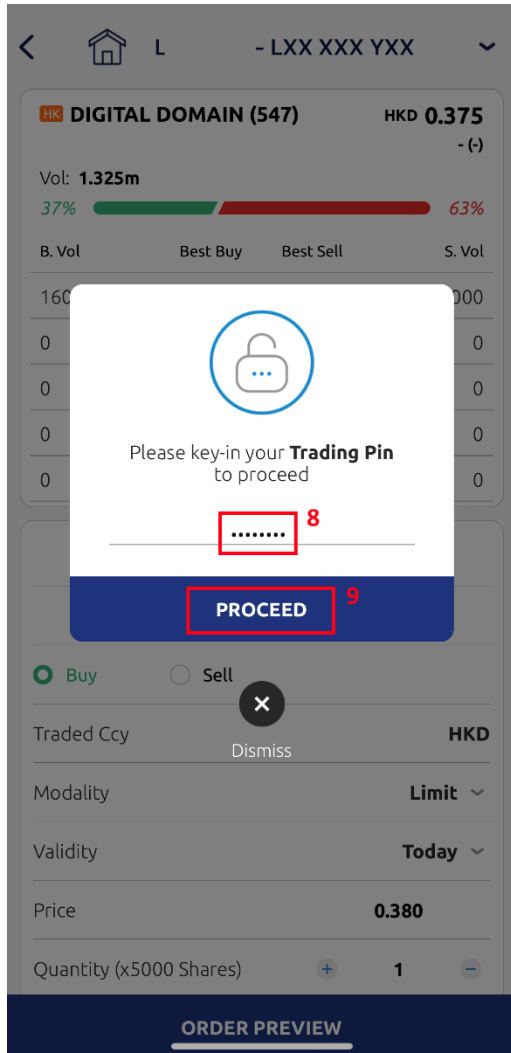 L - LXX XXX YXX
HK DIGITAL DOMAIN (547) HKD 0.375
- (-)
Vol: 1.325m
37% 63%
B. Vol Best Buy Best Sell S. Vol
0 0
0 0
0 0
0 0
Please key-in your Trading Pin
to proceed
•••••••• 8
PROCEED 9
Buy Sell
Dismiss
Traded Ccy HKD
Modality Limit
Validity Today
Price 0.380
Quantity (x5000 Shares) + 1 −
ORDER PREVIEW